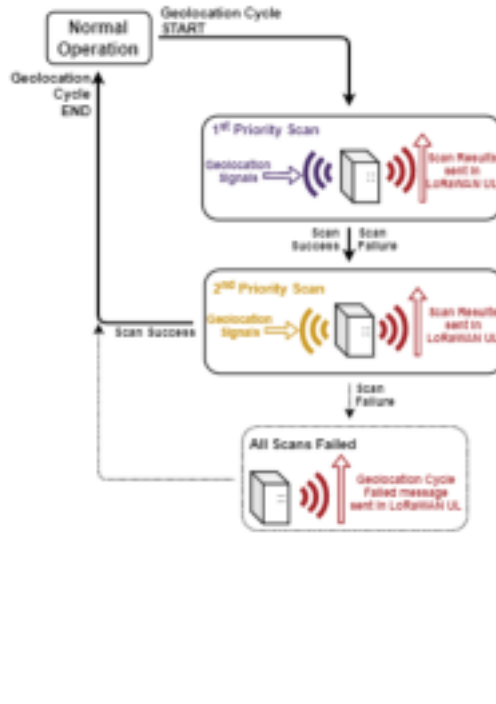 Normal
Operation
Geolocation Cycle
START
Geolocation
Cycle
END
1st Priority Scan
Geolocation
Signals
Scan Results
sent in
LoRaWAN UL
Scan
Success
Scan
Failure
2nd Priority Scan
Geolocation
Signals
Scan Results
sent in
LoRaWAN UL
Scan Success
Scan
Failure
All Scans Failed
Geolocation Cycle
Failed message
sent in LoRaWAN UL